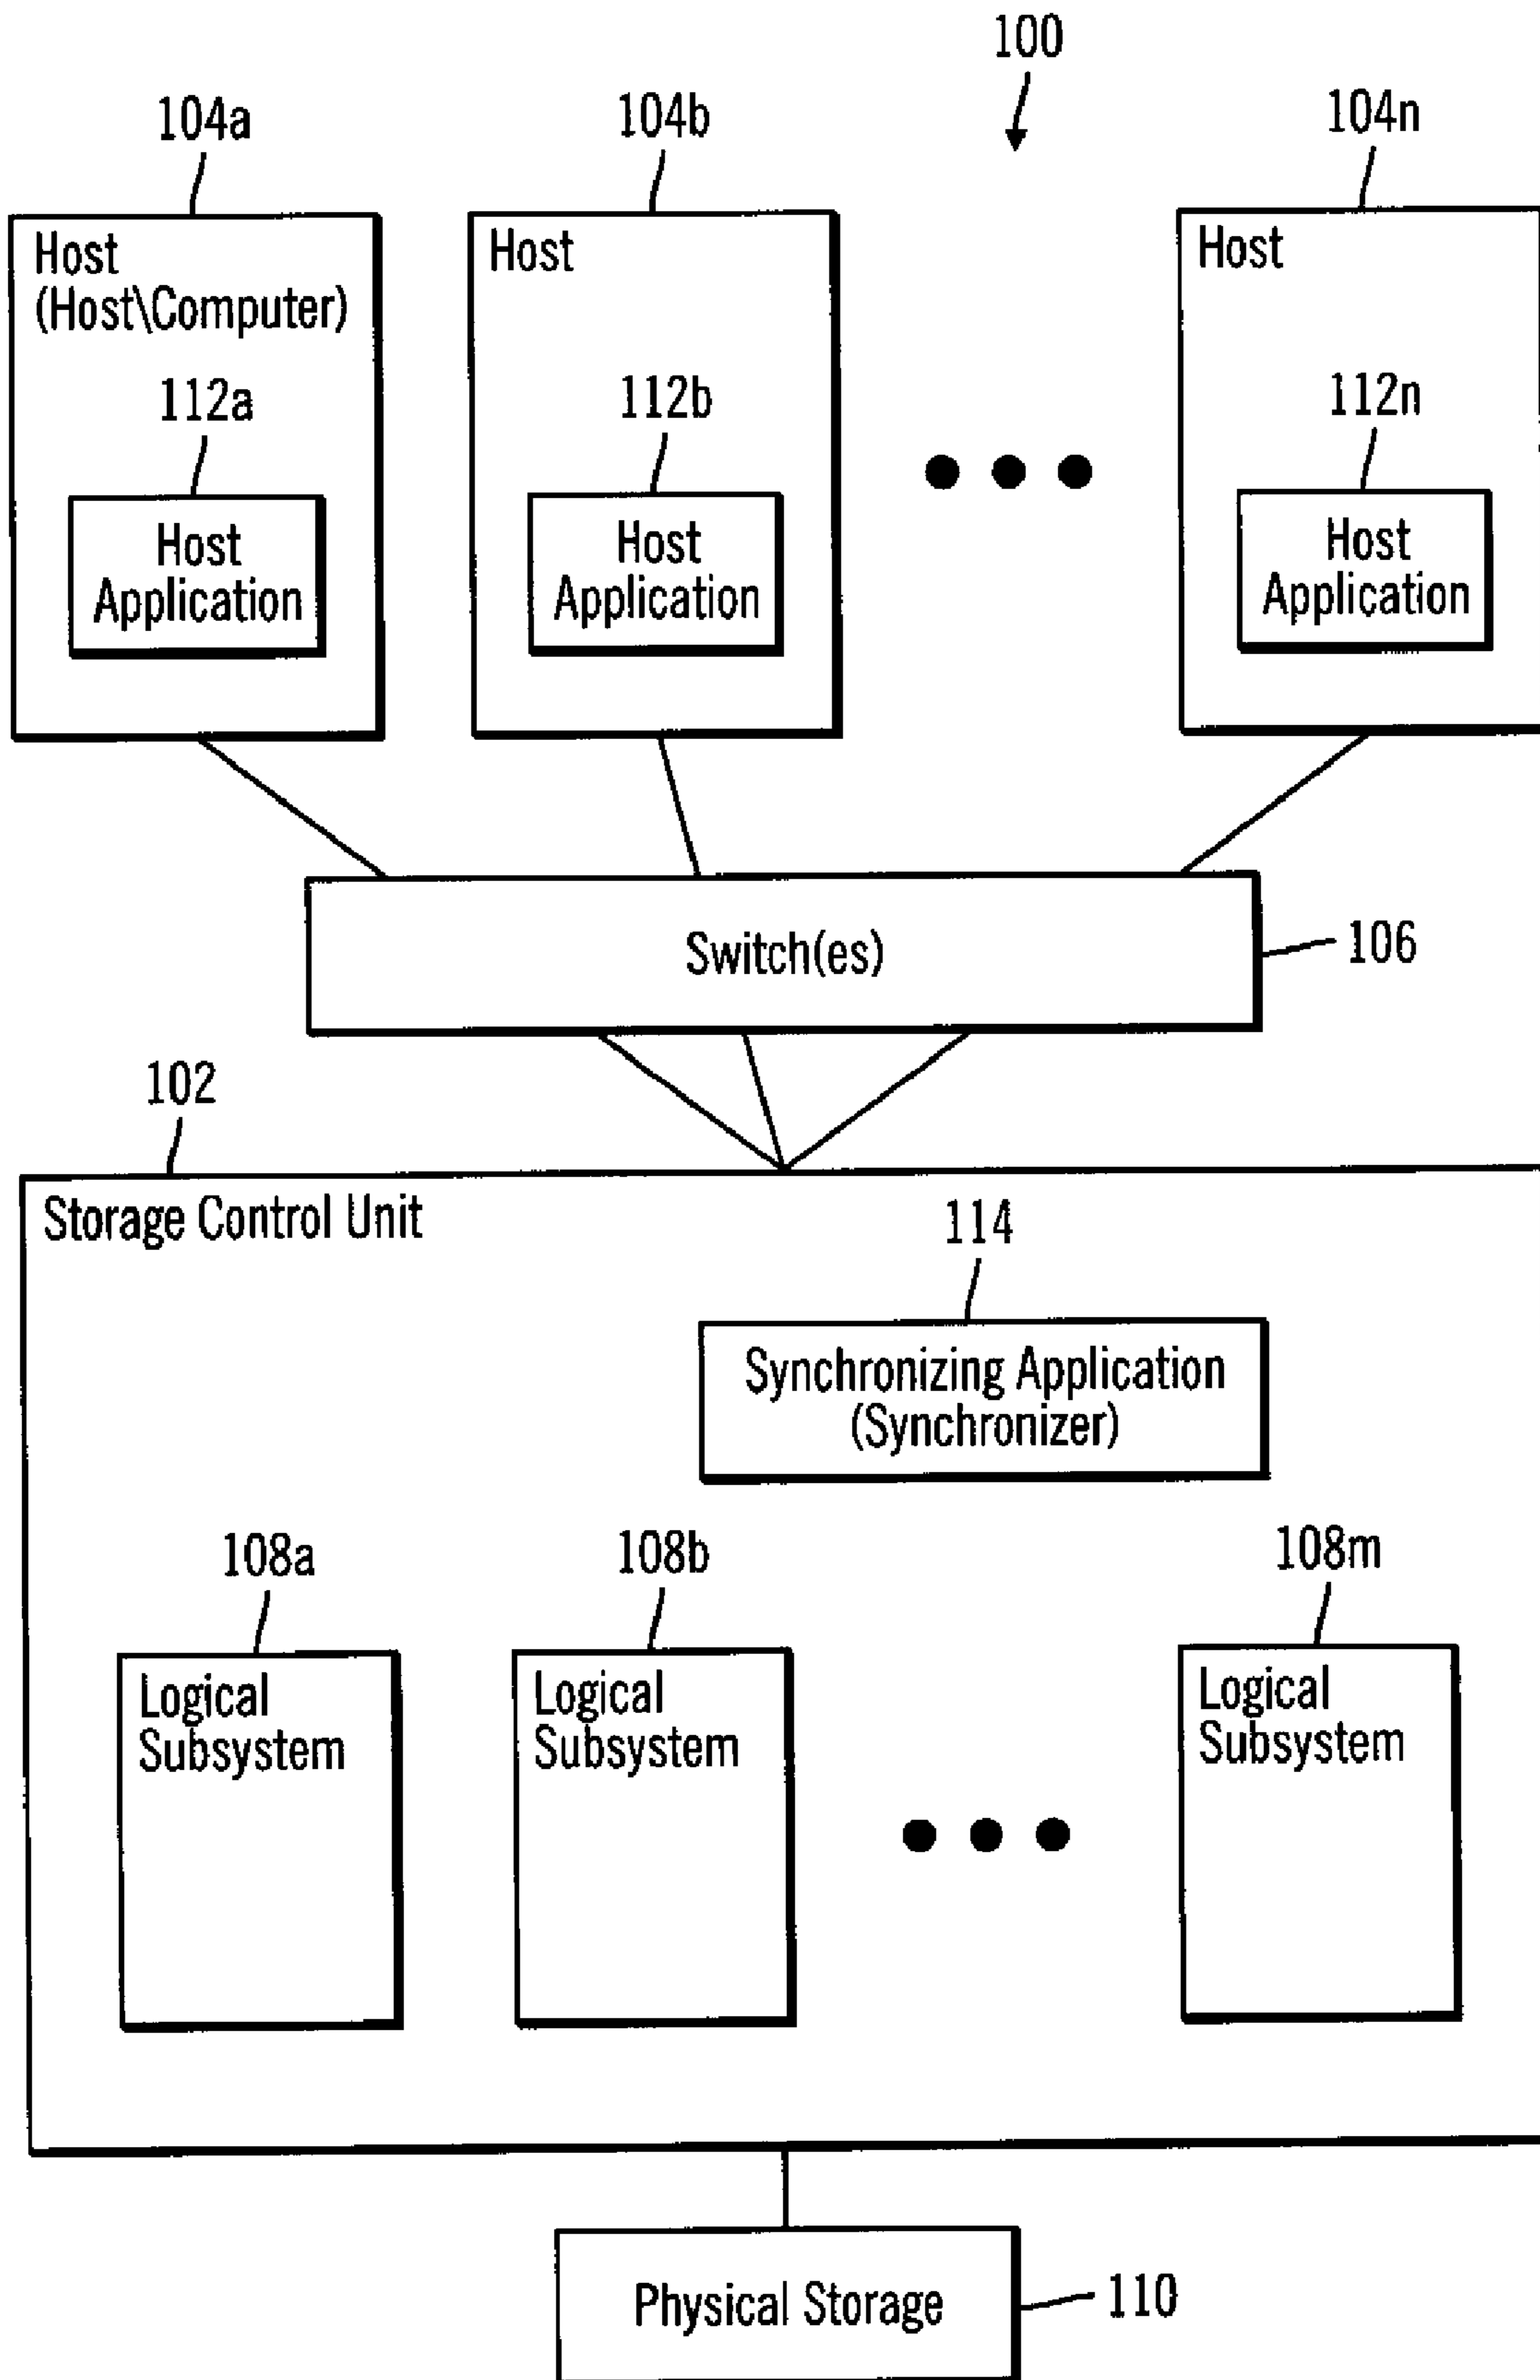 100
104a
104b
104n
Host
(Host\Computer)
Host
Host
112a
112b
112n
Host
Application
Host
Application
Host
Application
Switch(es)
106
102
Storage Control Unit
114
Synchronizing Application
(Synchronizer)
108a
108b
108m
Logical
Subsystem
Logical
Subsystem
Logical
Subsystem
Physical Storage
110